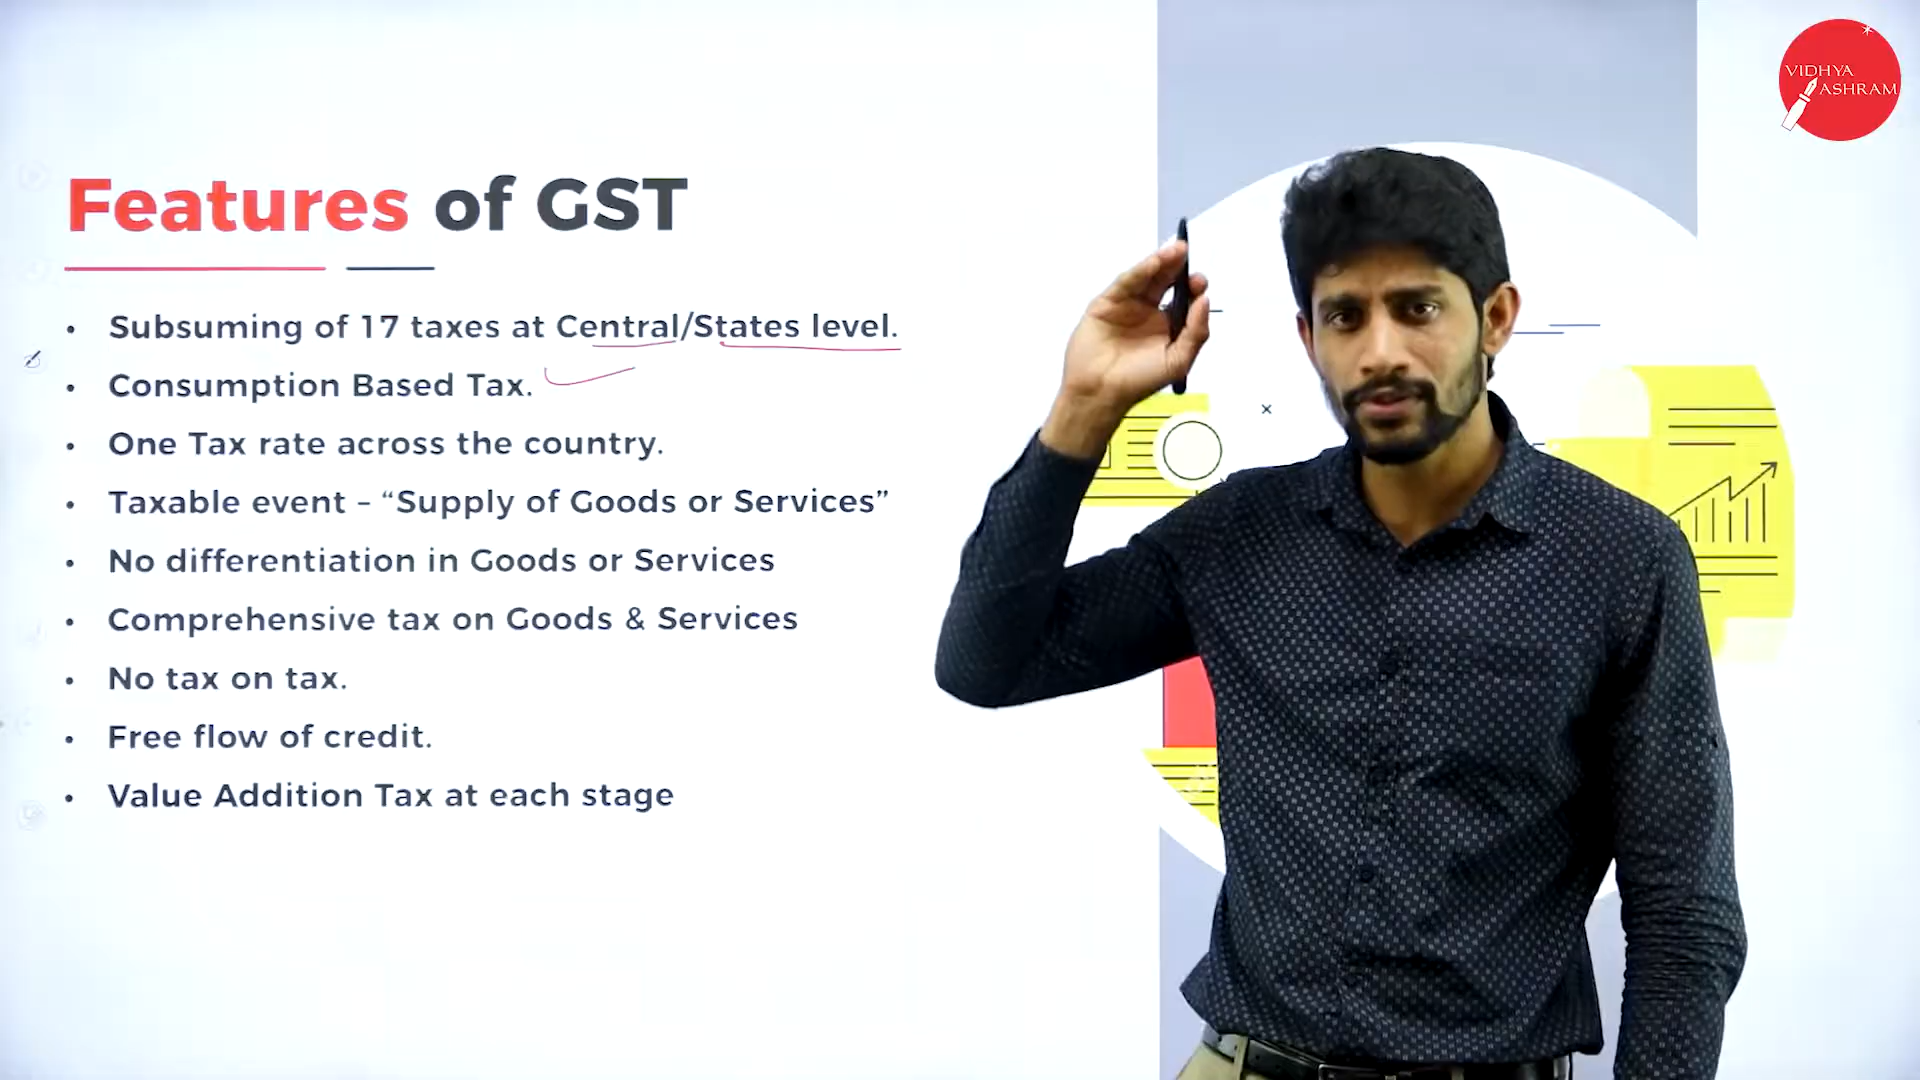 VIDHYA
ASHRAM
Features of GST
• Subsuming of 17 taxes at Central/States level.
• Consumption Based Tax.
• One Tax rate across the country.
• Taxable event – “Supply of Goods or Services”
• No differentiation in Goods or Services
• Comprehensive tax on Goods & Services
• No tax on tax.
• Free flow of credit.
• Value Addition Tax at each stage